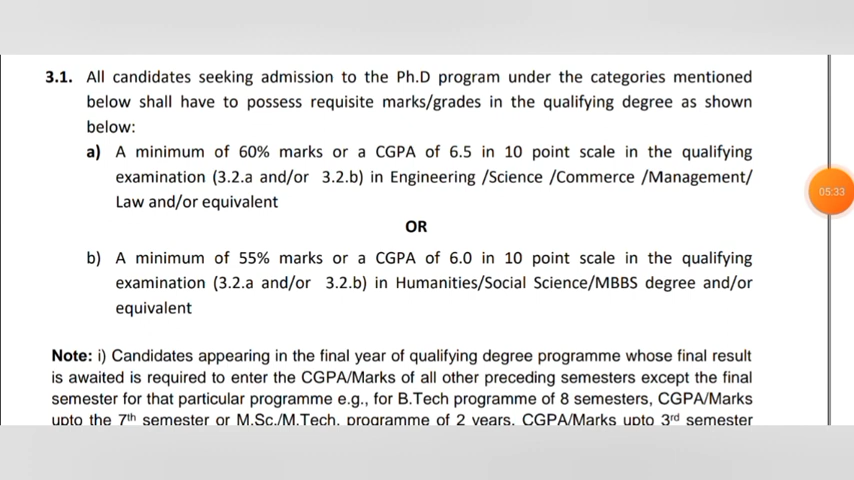 3.1. All candidates seeking admission to the Ph.D program under the categories mentioned
below shall have to possess requisite marks/grades in the qualifying degree as shown
below:
a) A minimum of 60% marks or a CGPA of 6.5 in 10 point scale in the qualifying
examination (3.2.a and/or 3.2.b) in Engineering /Science /Commerce /Management/
Law and/or equivalent
OR
b) A minimum of 55% marks or a CGPA of 6.0 in 10 point scale in the qualifying
examination (3.2.a and/or 3.2.b) in Humanities/Social Science/MBBS degree and/or
equivalent
Note: i) Candidates appearing in the final year of qualifying degree programme whose final result
is awaited is required to enter the CGPA/Marks of all other preceding semesters except the final
semester for that particular programme e.g., for B.Tech programme of 8 semesters, CGPA/Marks
upto the 7th semester or M.Sc./M.Tech. programme of 2 years, CGPA/Marks upto 3rd semester
05:33